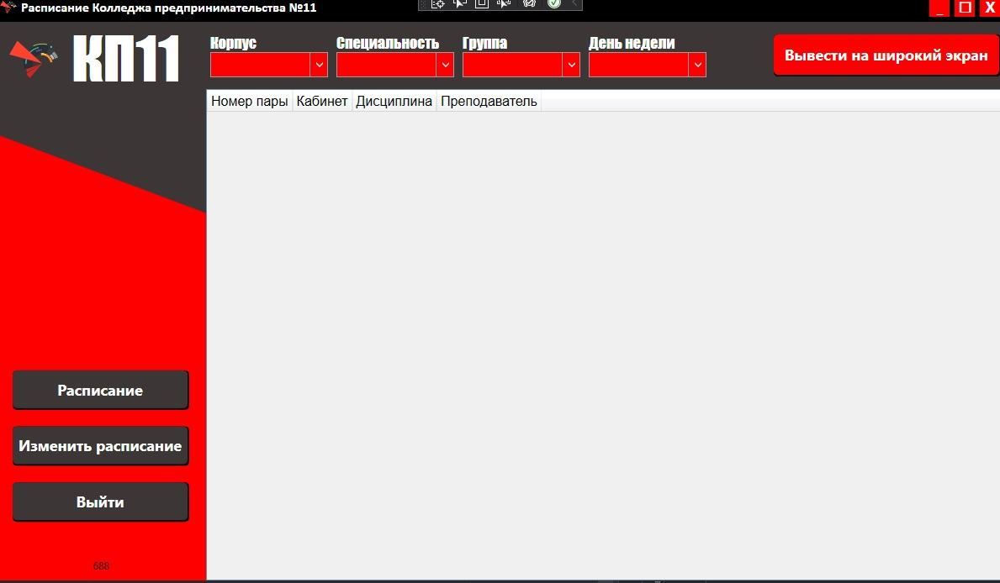 Расписание Колледжа предпринимательства №11
_ X
КП11
Корпус Специальность Группа День недели
Вывести на широкий экран
Номер пары Кабинет Дисциплина Преподаватель
Расписание
Изменить расписание
Выйти
688